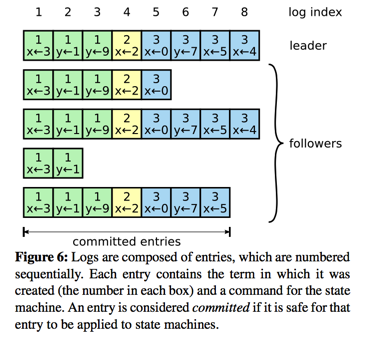 1 2 3 4 5 6 7 8 log index
1 1 1 2 3 3 3 3
x←3 y←1 y←9 x←2 x←0 y←7 x←5 x←4 leader
1 1 1 2 3
x←3 y←1 y←9 x←2 x←0
1 1 1 2 3 3 3 3
x←3 y←1 y←9 x←2 x←0 y←7 x←5 x←4
followers
1 1
x←3 y←1
1 1 1 2 3 3 3
x←3 y←1 y←9 x←2 x←0 y←7 x←5
committed entries
Figure 6: Logs are composed of entries, which are numbered
sequentially. Each entry contains the term in which it was
created (the number in each box) and a command for the state
machine. An entry is considered committed if it is safe for that
entry to be applied to state machines.